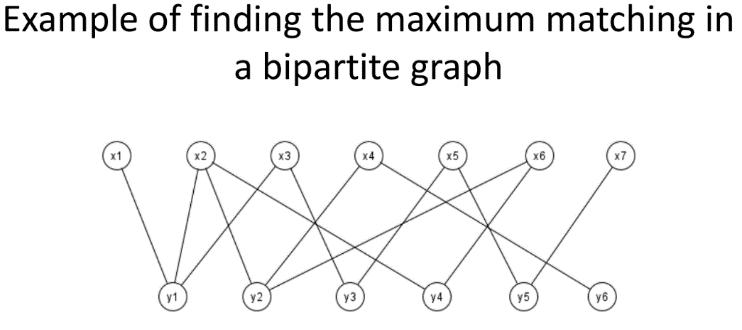 Example of finding the maximum matching in
a bipartite graph
x1 x2 x3 x4 x5 x6 x7
y1 y2 y3 y4 y5 y6